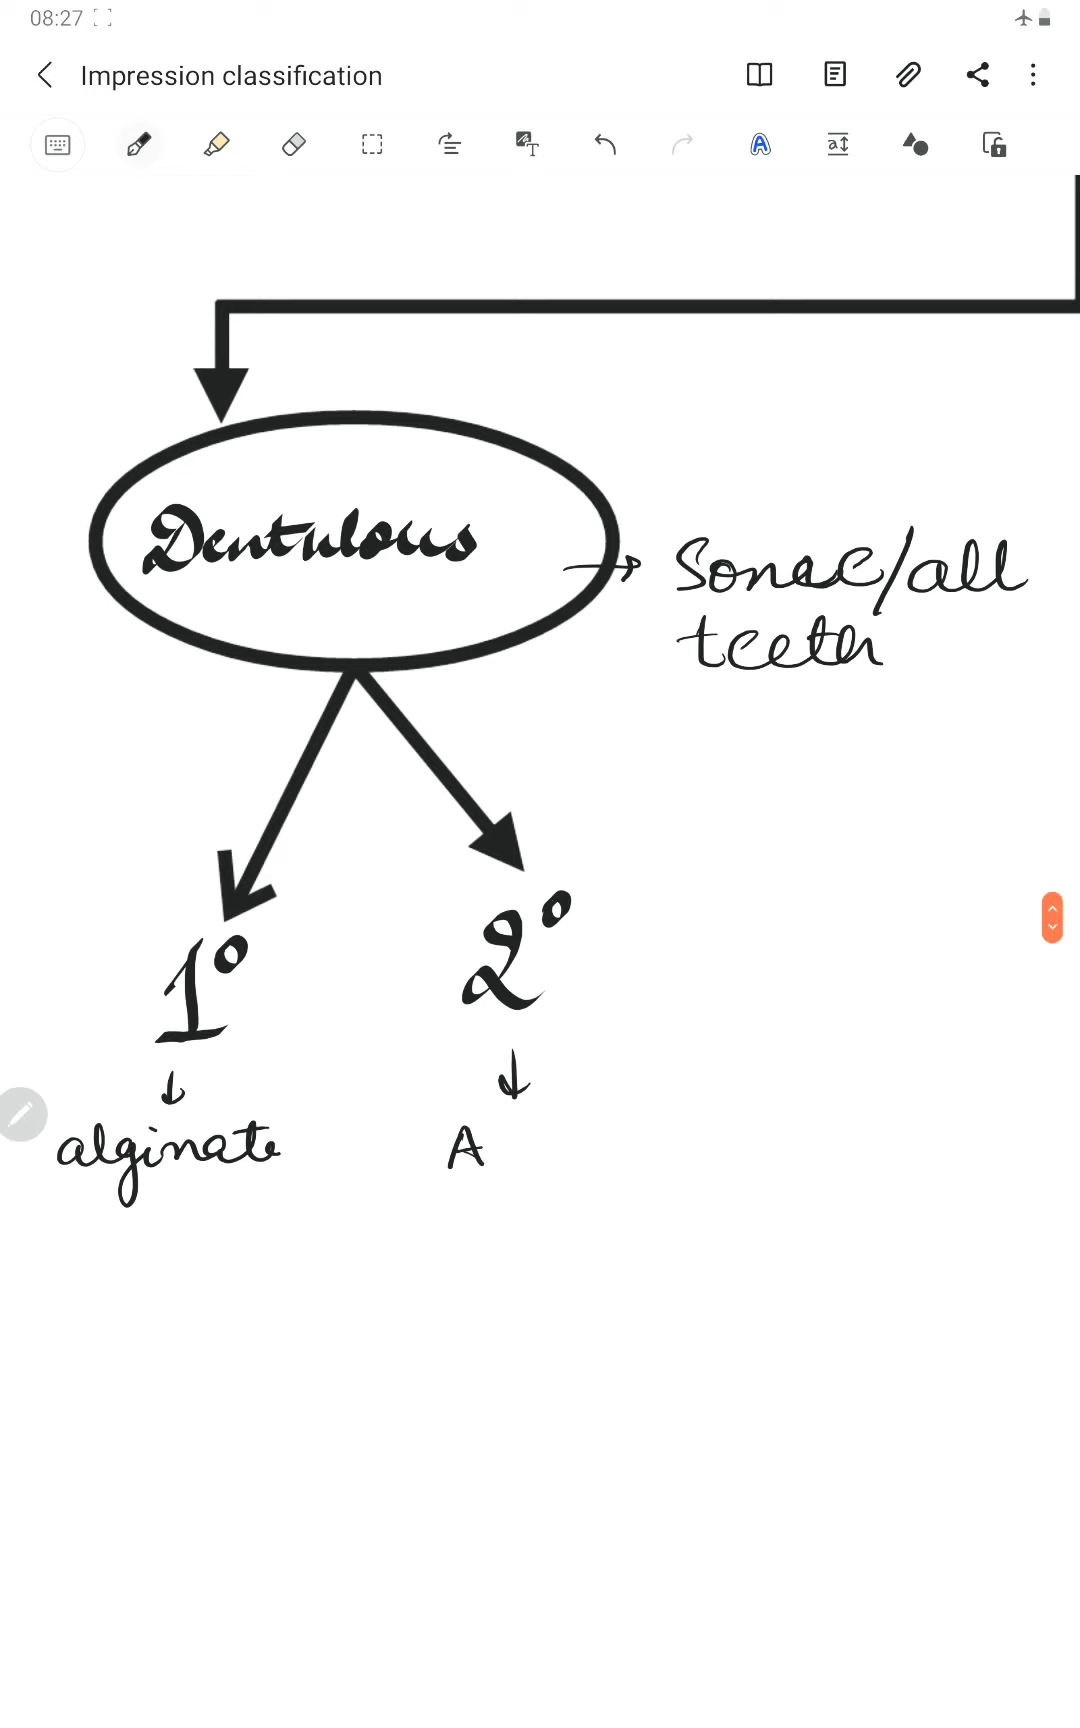 08:27
Impression classification
Dentulous
→ Some/all
teeth
1° 2°
↓ ↓
alginate A